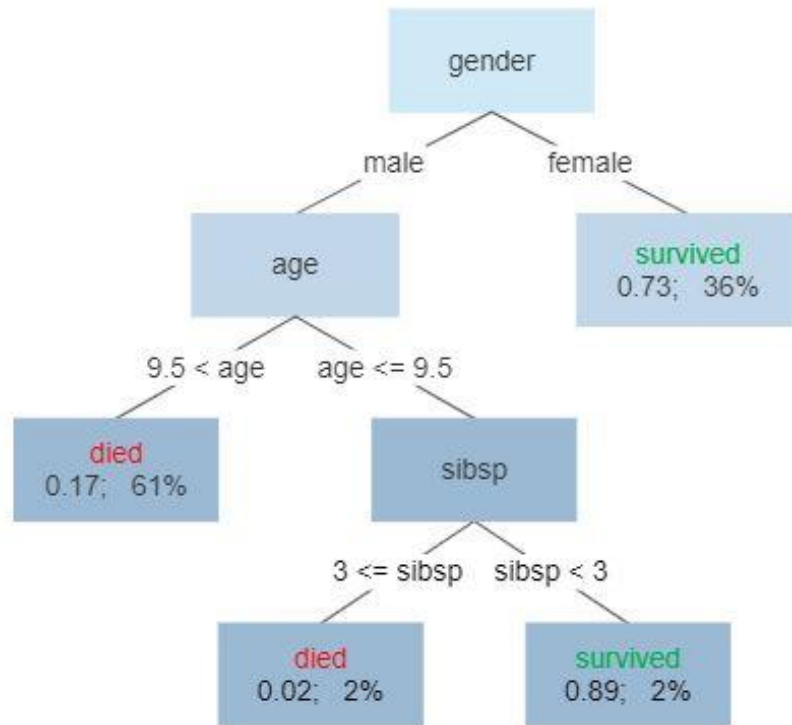 gender
male
female
age
survived
0.73; 36%
9.5 < age
age <= 9.5
died
0.17; 61%
sibsp
3 <= sibsp
sibsp < 3
died
0.02; 2%
survived
0.89; 2%